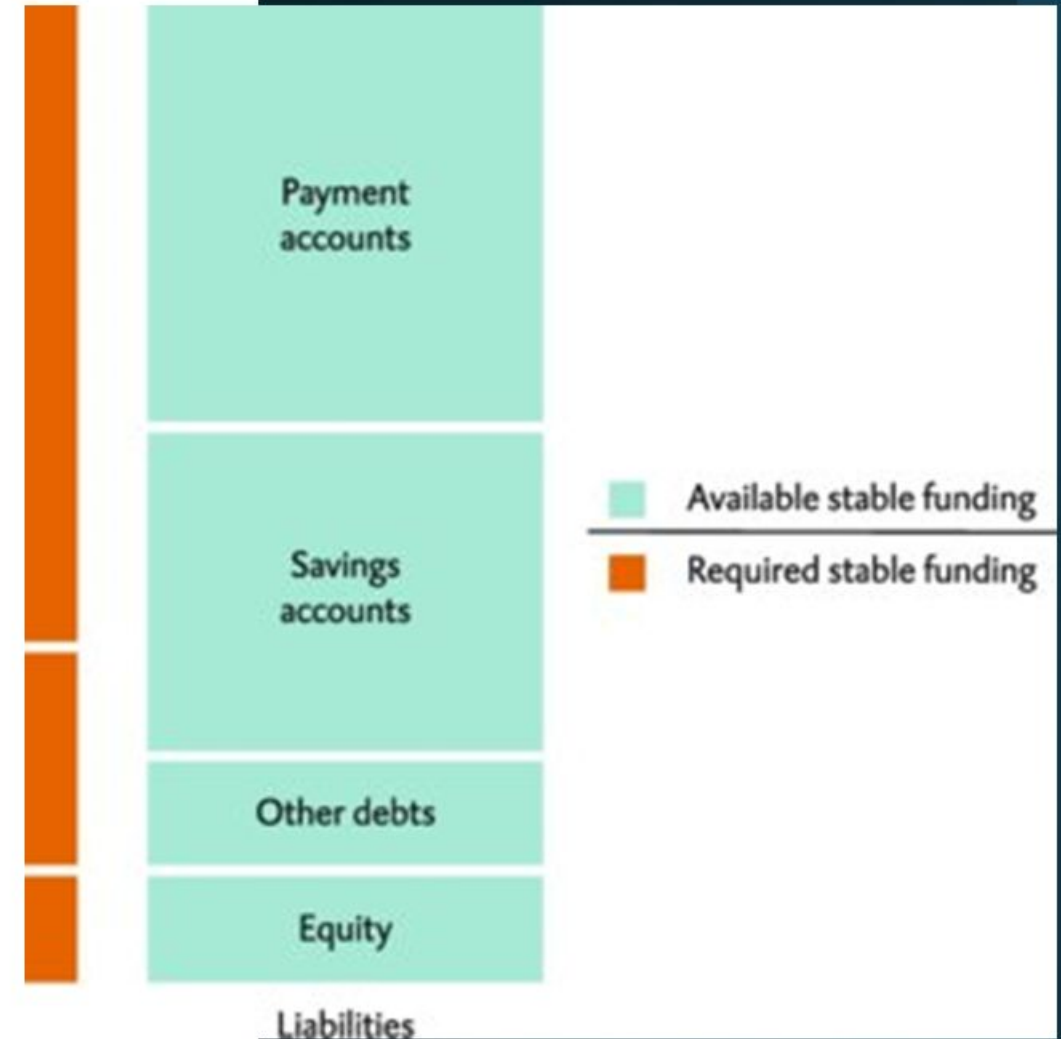 Payment
accounts
Savings
accounts
Other debts
Equity
Liabilities
Available stable funding
Required stable funding